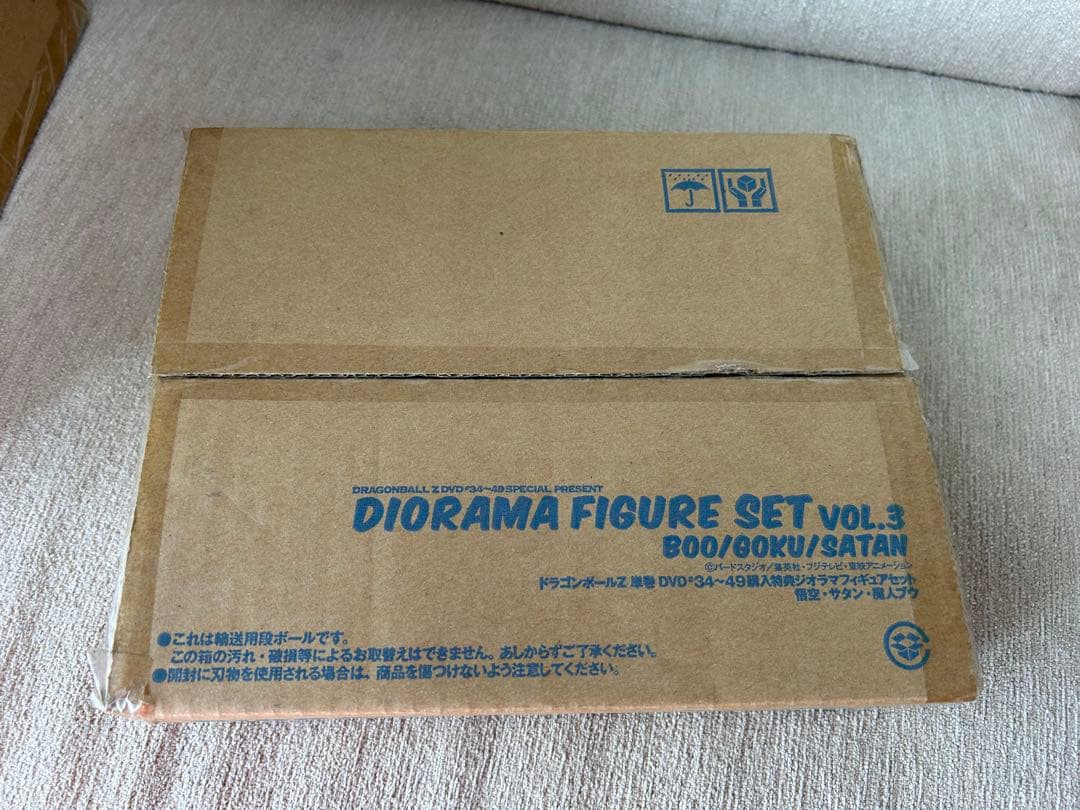 DRAGONBALL Z DVD #34~49 SPECIAL PRESENT
DIORAMA FIGURE SET VOL.3
BOO/GOKU/SATAN
©バードスタジオ/集英社・フジテレビ・東映アニメーション
ドラゴンボールZ 単巻 DVD#34~49購入特典ジオラマフィギュアセット
悟空・サタン・魔人ブウ
●これは輸送用段ボールです。
この箱の汚れ・破損等によるお取替えはできません。あしからずご了承ください。
●開封に刃物を使用される場合は、商品を傷つけないよう注意してください。